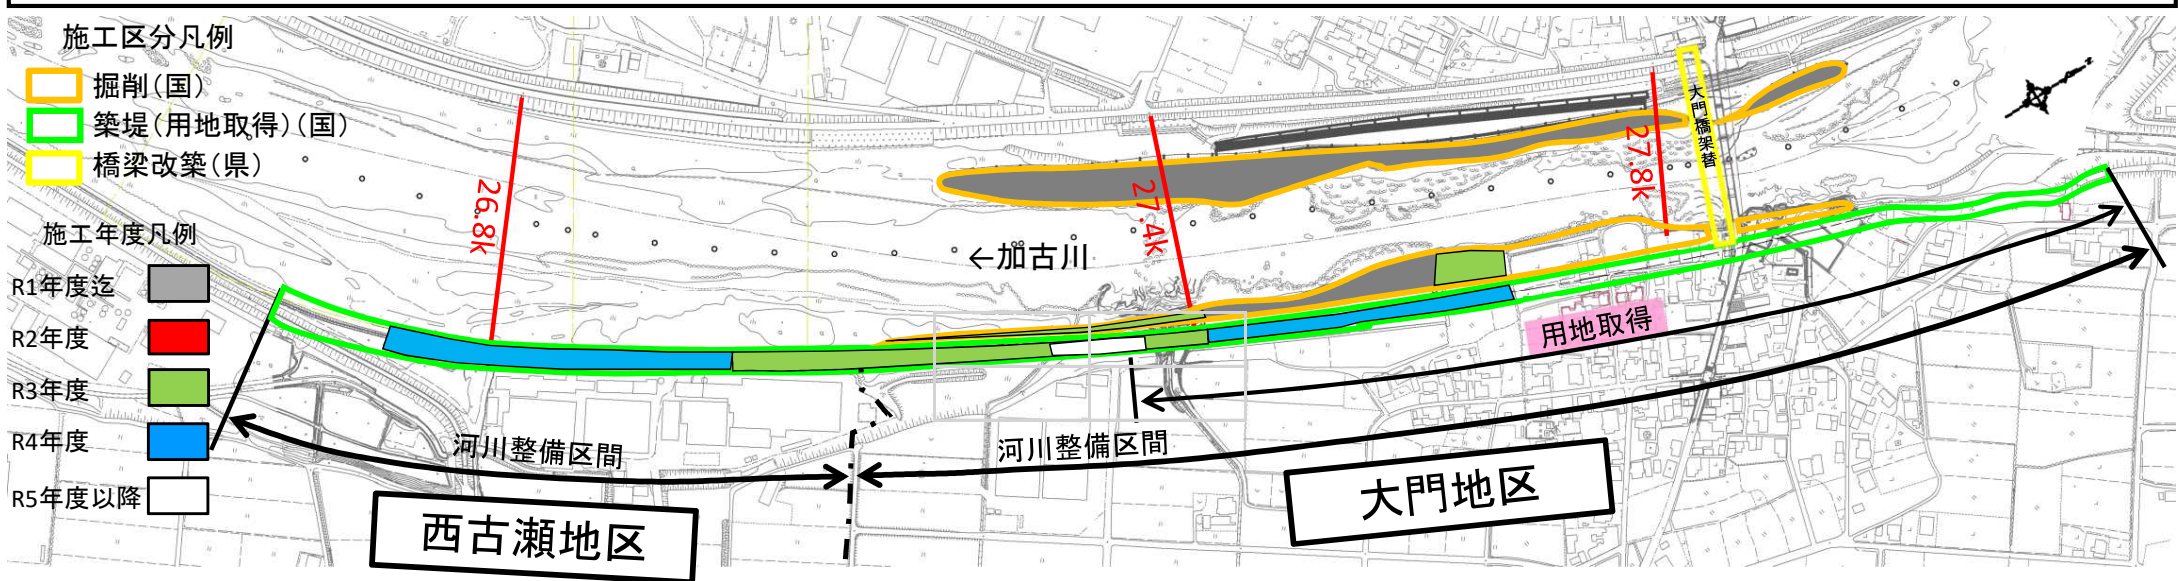 施工区分凡例
掘削(国)
築堤(用地取得)(国)
橋梁改築(県)
施工年度凡例
R1年度迄
R2年度
R3年度
R4年度
R5年度以降
26.8k
27.4k
27.8k
大門橋架替
←加古川
用地取得
河川整備区間
河川整備区間
西古瀬地区
大門地区